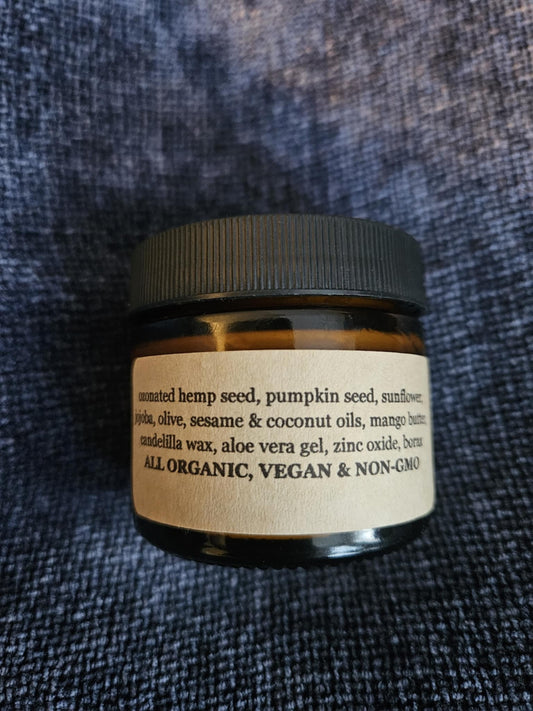 ozonated hemp seed, pumpkin seed, sunflower,
jojoba, olive, sesame & coconut oils, mango butter,
candelilla wax, aloe vera gel, zinc oxide, borax
ALL ORGANIC, VEGAN & NON-GMO